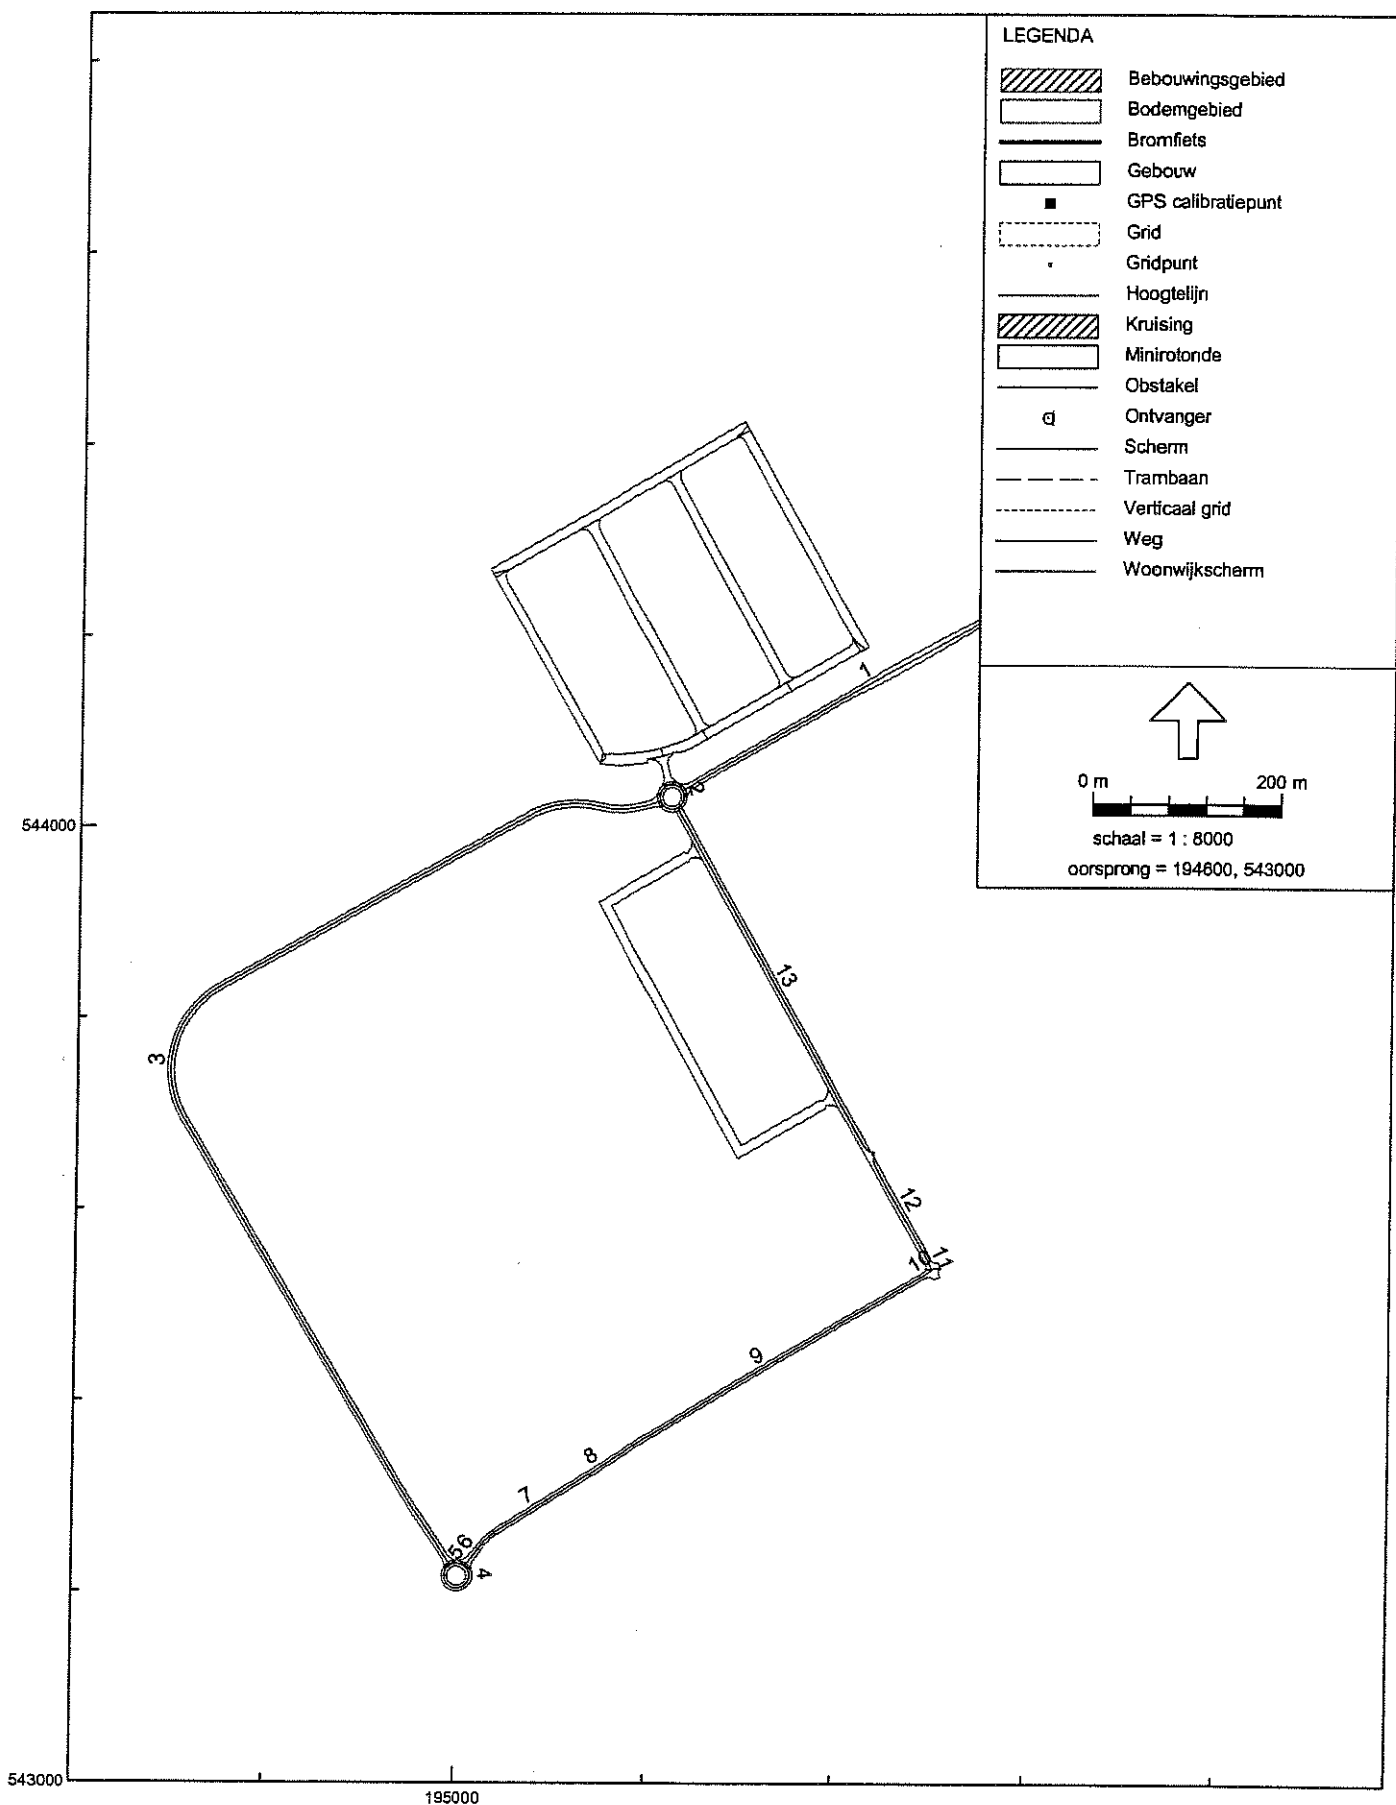 LEGENDA
Bebouwingsgebied
Bodemgebied
Bromfiets
Gebouw
GPS calibratiepunt
Grid
Gridpunt
Hoogtelijn
Kruising
Minirotonde
Obstakel
Ontvanger
Scherm
Trambaan
Verticaal grid
Weg
Woonwijkscherm
0 m 200 m
schaal = 1 : 8000
oorsprong = 194600, 543000
1
2
544000
13
3
12
10
11
9
8
7
5
6
4
543000
195000